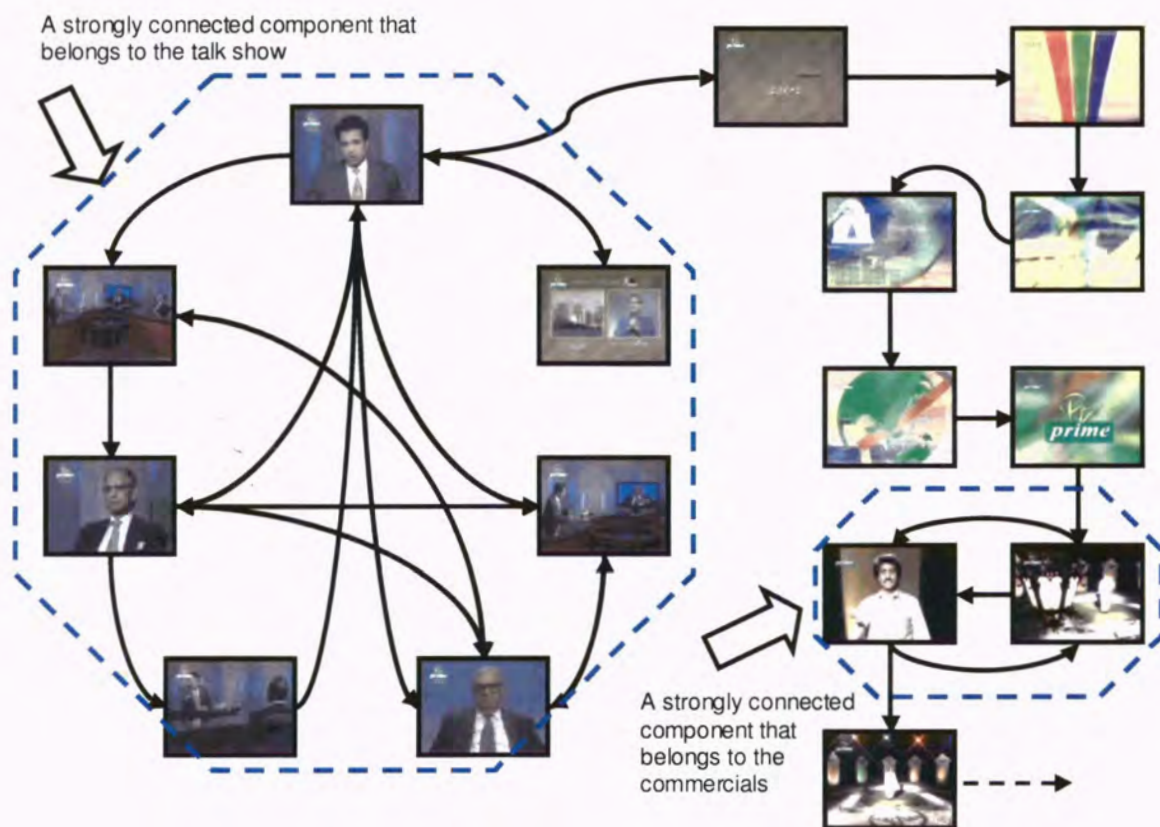 A strongly connected component that
belongs to the talk show
prime
A strongly connected
component that
belongs to the
commercials